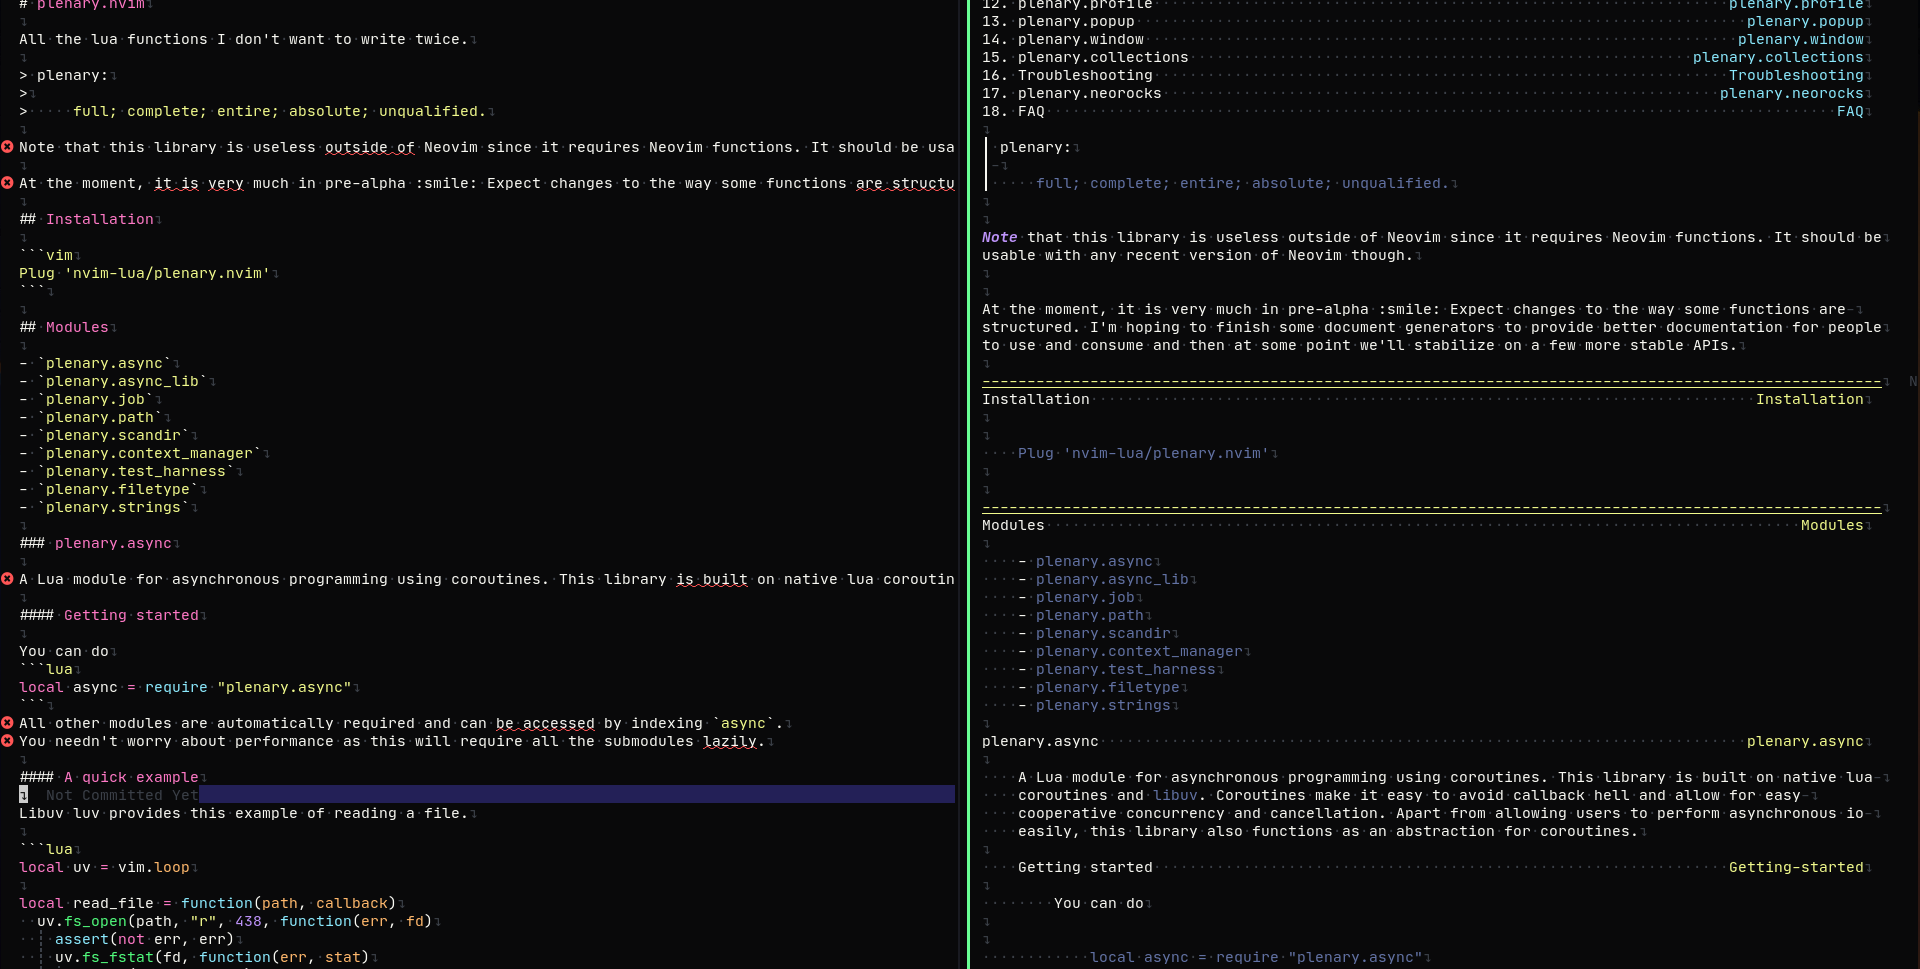 # plenary.nvim
All the lua functions I don't want to write twice.
> plenary:
>
>     full; complete; entire; absolute; unqualified.
Note that this library is useless outside of Neovim since it requires Neovim functions. It should be usa
At the moment, it is very much in pre-alpha :smile: Expect changes to the way some functions are structu
## Installation
```vim
Plug 'nvim-lua/plenary.nvim'
```
## Modules
- `plenary.async`
- `plenary.async_lib`
- `plenary.job`
- `plenary.path`
- `plenary.scandir`
- `plenary.context_manager`
- `plenary.test_harness`
- `plenary.filetype`
- `plenary.strings`
### plenary.async
A Lua module for asynchronous programming using coroutines. This library is built on native lua coroutin
#### Getting started
You can do
```lua
local async = require "plenary.async"
```
All other modules are automatically required and can be accessed by indexing `async`.
You needn't worry about performance as this will require all the submodules lazily.
#### A quick example
Not Committed Yet
Libuv luv provides this example of reading a file.
```lua
local uv = vim.loop
local read_file = function(path, callback)
  uv.fs_open(path, "r", 438, function(err, fd)
    assert(not err, err)
    uv.fs_fstat(fd, function(err, stat)
12. plenary.profile plenary.profile
13. plenary.popup plenary.popup
14. plenary.window plenary.window
15. plenary.collections plenary.collections
16. Troubleshooting Troubleshooting
17. plenary.neorocks plenary.neorocks
18. FAQ FAQ
plenary:
    full; complete; entire; absolute; unqualified.
Note that this library is useless outside of Neovim since it requires Neovim functions. It should be
usable with any recent version of Neovim though.
At the moment, it is very much in pre-alpha :smile: Expect changes to the way some functions are
structured. I'm hoping to finish some document generators to provide better documentation for people
to use and consume and then at some point we'll stabilize on a few more stable APIs.
----------------------------------------------------------------------------------------------------
N
Installation Installation
    Plug 'nvim-lua/plenary.nvim'
----------------------------------------------------------------------------------------------------
Modules Modules
    - plenary.async
    - plenary.async_lib
    - plenary.job
    - plenary.path
    - plenary.scandir
    - plenary.context_manager
    - plenary.test_harness
    - plenary.filetype
    - plenary.strings
plenary.async plenary.async
    A Lua module for asynchronous programming using coroutines. This library is built on native lua
    coroutines and libuv. Coroutines make it easy to avoid callback hell and allow for easy
    cooperative concurrency and cancellation. Apart from allowing users to perform asynchronous io
    easily, this library also functions as an abstraction for coroutines.
    Getting started Getting-started
        You can do
            local async = require "plenary.async"